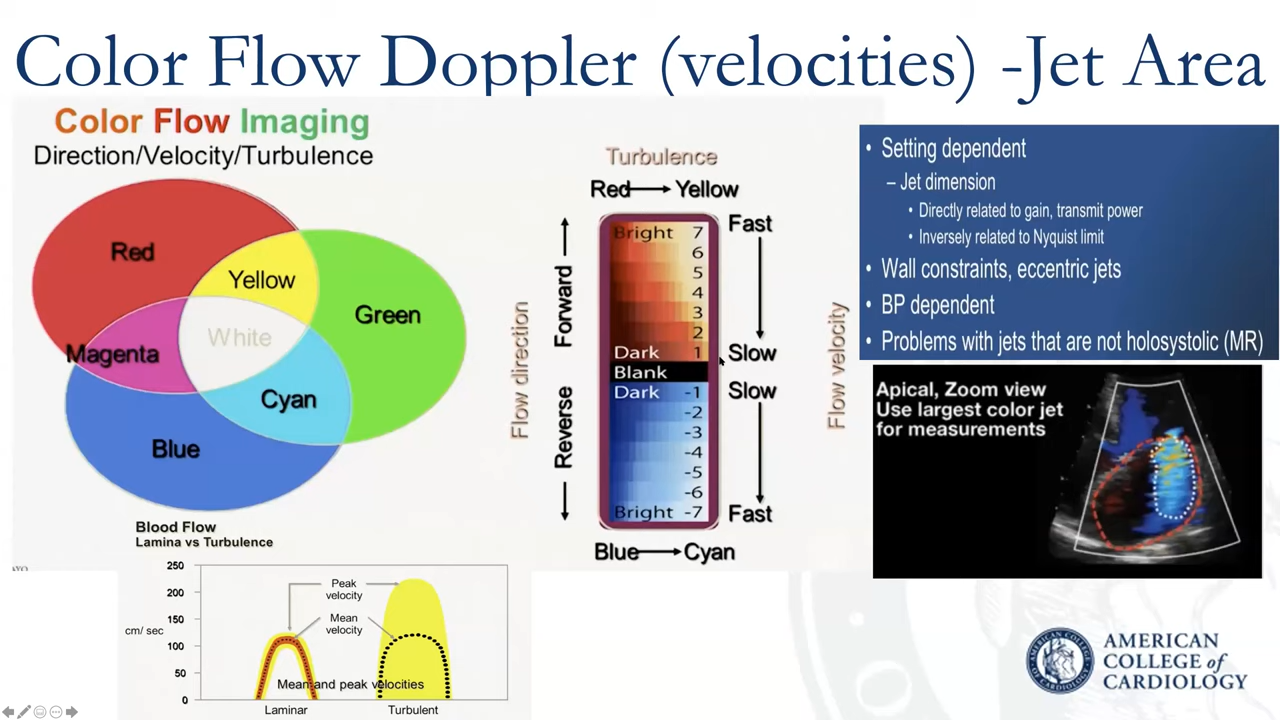 Color Flow Doppler (velocities) -Jet Area
Color Flow Imaging
Direction/Velocity/Turbulence
Red
Yellow
Green
White
Magenta
Cyan
Blue
Blood Flow
Lamina vs Turbulence
Turbulence
Red Yellow
Flow direction
Forward
Reverse
Bright 7
6
5
4
3
2
Dark 1
Blank
Dark -1
-2
-3
-4
-5
-6
Bright -7
Fast
Slow
Slow
Fast
Flow velocity
Blue Cyan
• Setting dependent
– Jet dimension
• Directly related to gain, transmit power
• Inversely related to Nyquist limit
• Wall constraints, eccentric jets
• BP dependent
• Problems with jets that are not holosystolic (MR)
Apical, Zoom view
Use largest color jet
for measurements
250
200
150
100
50
0
cm/ sec
Peak
velocity
Mean
velocity
Mean and peak velocities
Laminar
Turbulent
AMERICAN
COLLEGE of
CARDIOLOGY